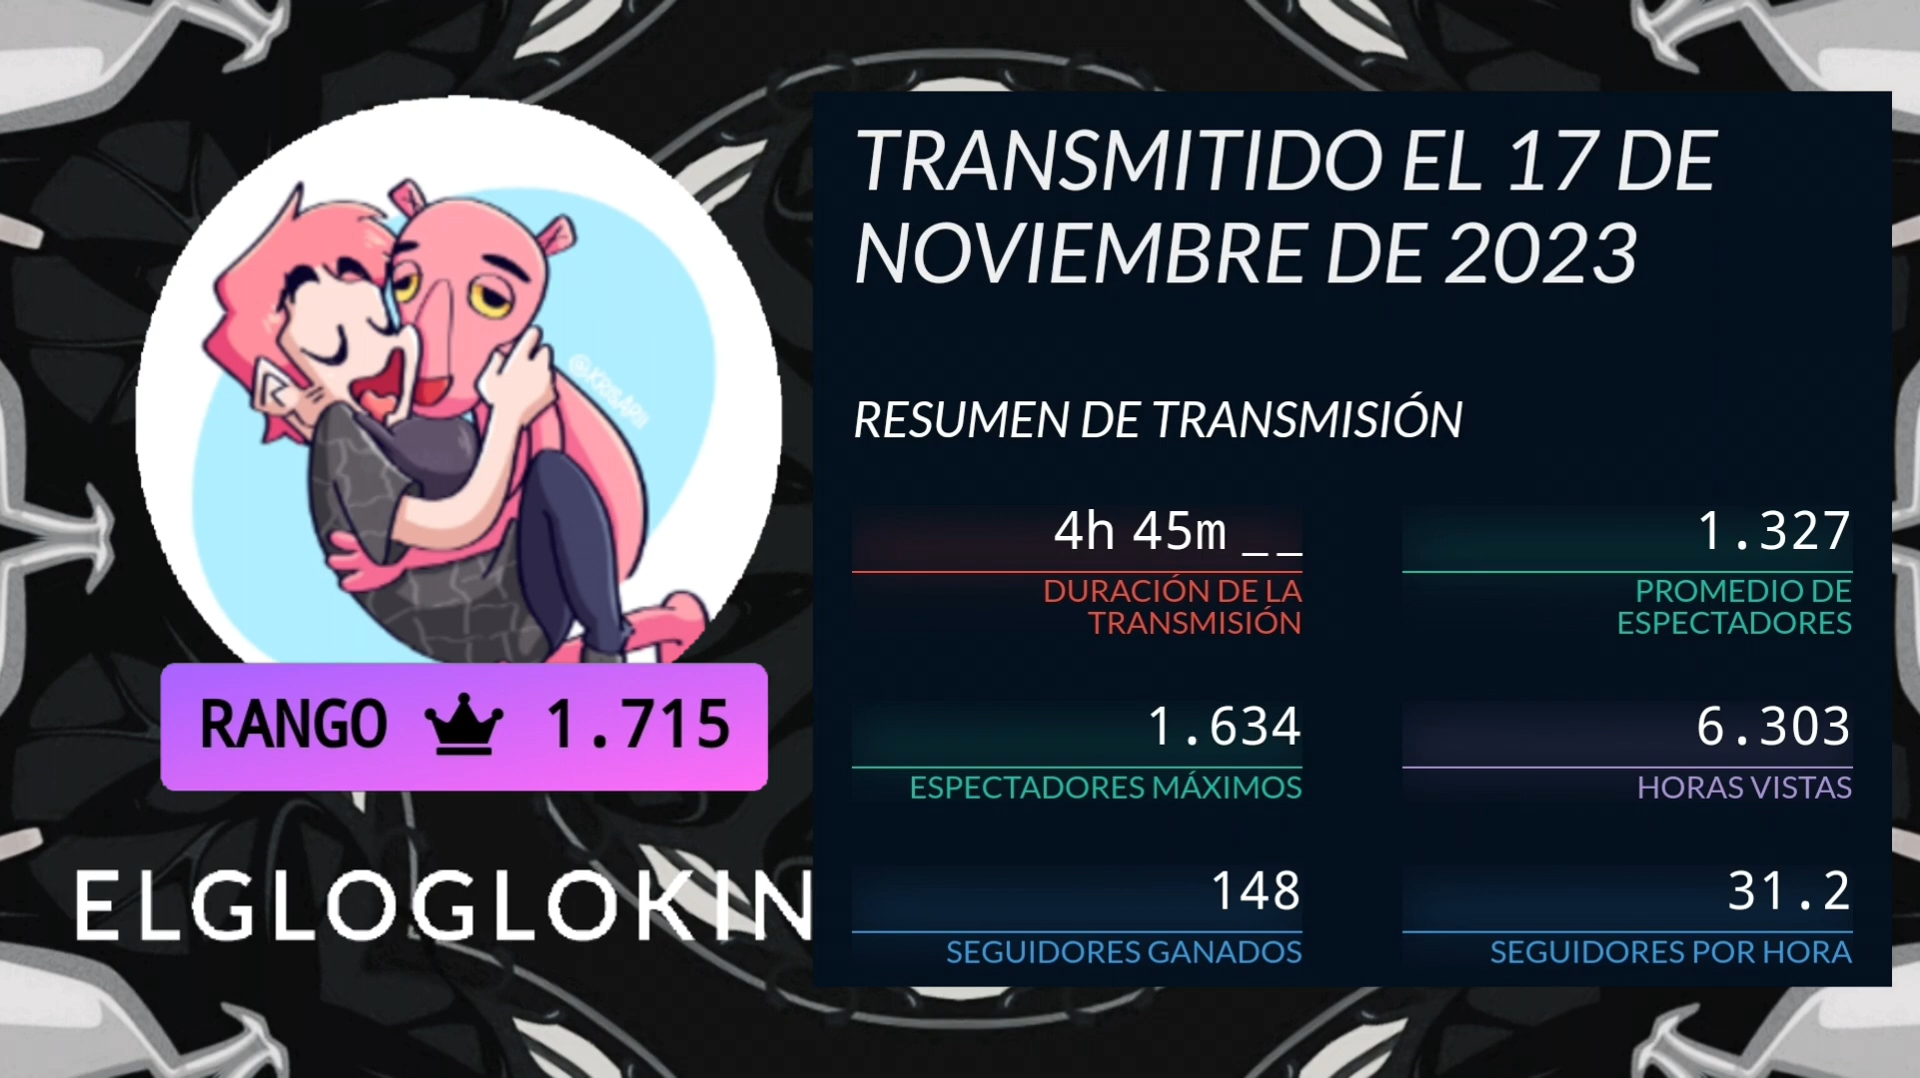 @KRISARII
RANGO 1.715
ELGLOGLOKIN
TRANSMITIDO EL 17 DE
NOVIEMBRE DE 2023
RESUMEN DE TRANSMISIÓN
4h 45m _ _
DURACIÓN DE LA
TRANSMISIÓN
1.327
PROMEDIO DE
ESPECTADORES
1.634
ESPECTADORES MÁXIMOS
6.303
HORAS VISTAS
148
SEGUIDORES GANADOS
31.2
SEGUIDORES POR HORA